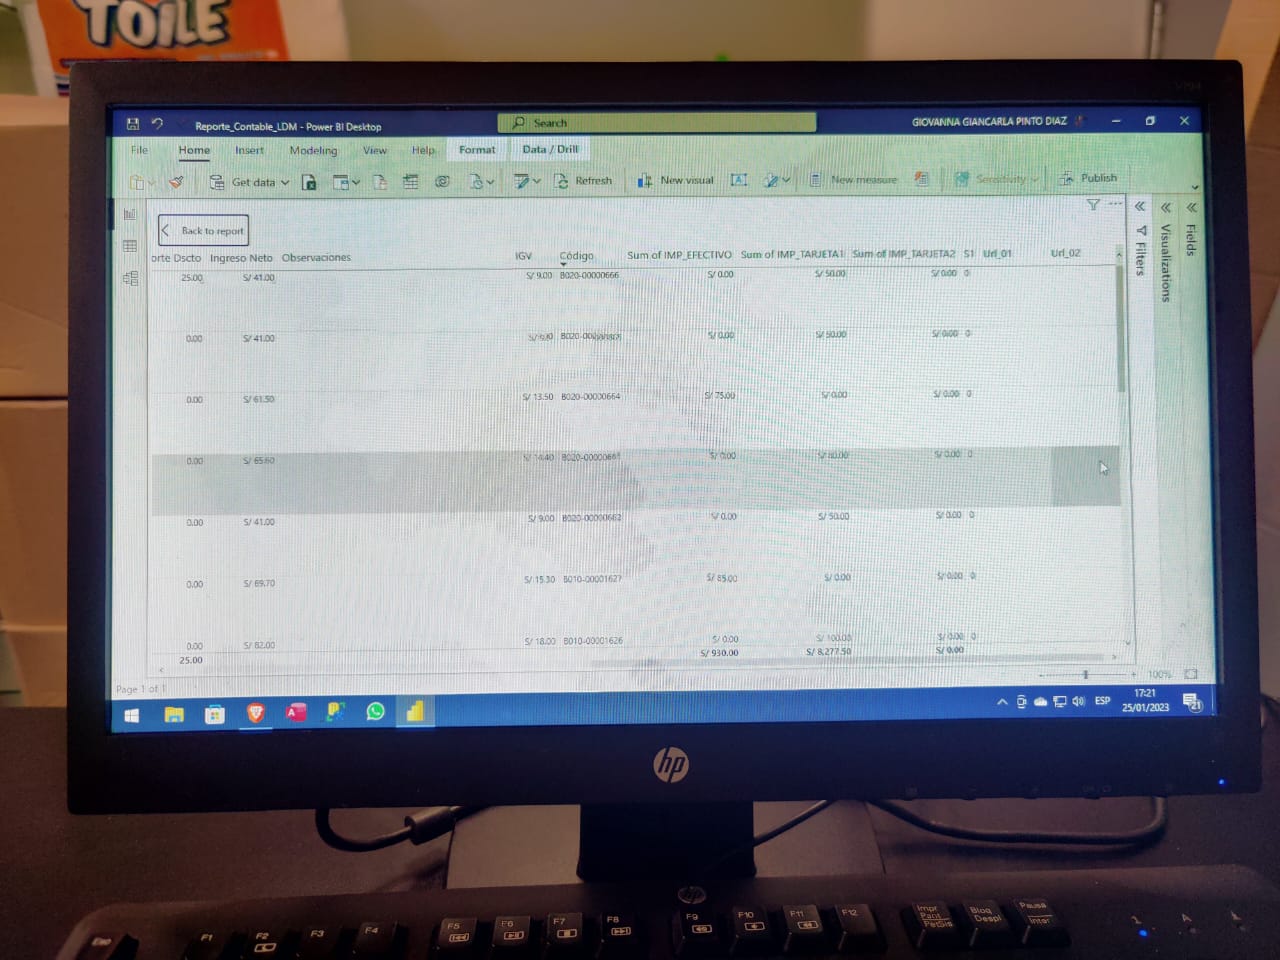 TOILE
Reporte_Contable_LDM - Power BI Desktop
Search
GIOVANNA GIANCARLA PINTO DIAZ
File Home Insert Modeling View Help Format Data / Drill
Get data Refresh New visual New measure Sensitivity Publish
Back to report
Filters
Visualizations
Fields
orte Dscto Ingreso Neto Observaciones IGV Código Sum of IMP_EFECTIVO Sum of IMP_TARJETA1 Sum of IMP_TARJETA2 S1 Url_01 Url_02
25.00 S/ 41.00 S/ 9.00 B020-00000666 S/ 0.00 S/ 50.00 S/ 0.00 0
0.00 S/ 41.00 S/ 9.00 S/ 0.00 S/ 50.00 S/ 0.00 0
0.00 S/ 61.50 S/ 13.50 B020-00000664 S/ 75.00 S/ 0.00 S/ 0.00 0
0.00 S/ 65.60 S/ 14.40 S/ 0.00 S/ 80.00 S/ 0.00 0
0.00 S/ 41.00 S/ 9.00 B020-00000662 S/ 0.00 S/ 50.00 S/ 0.00 0
0.00 S/ 69.70 S/ 15.30 B010-00001627 S/ 85.00 S/ 0.00 S/ 0.00 0
0.00 S/ 82.00 S/ 18.00 B010-00001626 S/ 0.00 S/ 100.00 S/ 0.00 0
25.00 S/ 930.00 S/ 8,277.50 S/ 0.00
Page 1 of 1
100%
ESP
17:21
25/01/2023
21
hp
hp
Esc F1 F2 F3 F4 F5 F6 F7 F8 F9 F10 F11 F12
Impr
Pant
PetSis
Bloq
Despl
Pausa
Inter
1 A